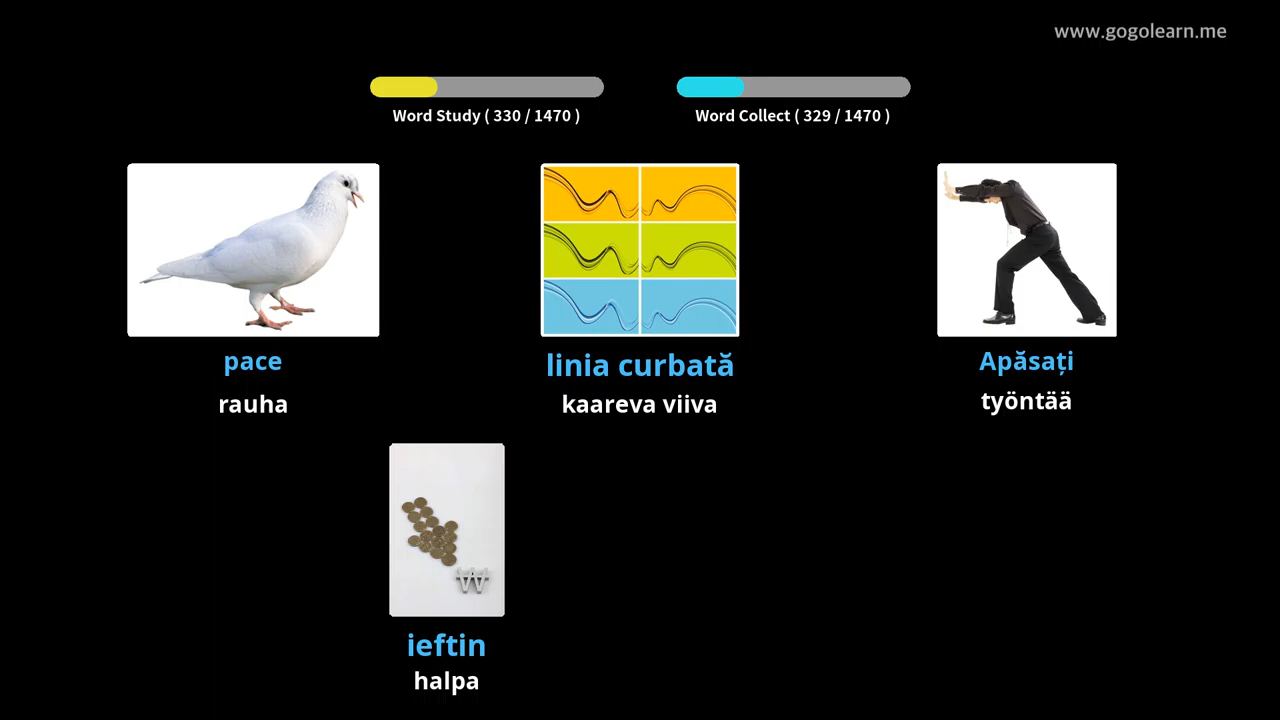 www.gogolearn.me
Word Study ( 330 / 1470 )
Word Collect ( 329 / 1470 )
pace
rauha
linia curbată
kaareva viiva
Apăsați
työntää
ieftin
halpa